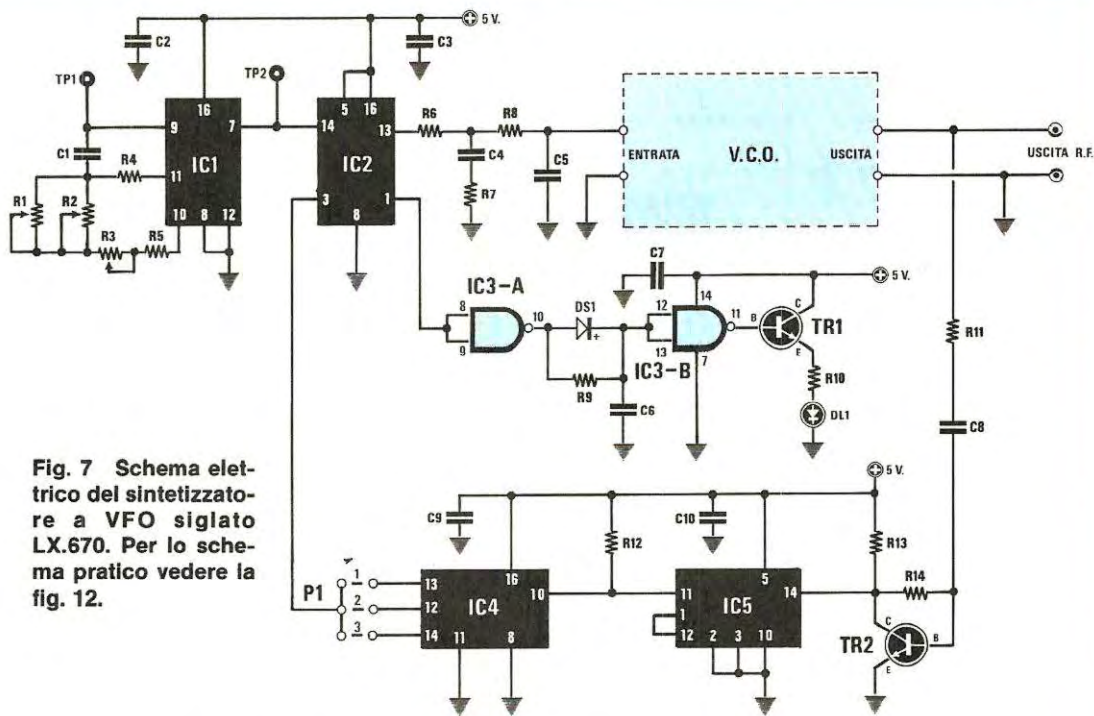 5 V.
C2
C3
TP1
TP2
16
5 16
9 7 14 13
R6 R8
C1
IC1
IC2
C4
C5
ENTRATA
V.C.O.
USCITA
USCITA R.F.
R4
11
3 1
R7
R1
R2
10 8 12
8
R3
R5
C7
5 V.
IC3-A
8
9
10
DS1
+
12
13
14
11
7
IC3-B
B
C
E
TR1
R9
C6
R10
DL1
R11
C8
Fig. 7 Schema elet-
trico del sintetizzato-
re a VFO siglato
LX.670. Per lo sche-
ma pratico vedere la
fig. 12.
5 V.
C9
R12
C10
R13
R14
P1
1
2
3
13
12
14
16
IC4
10
11 8
5
11
1
12
IC5
14
2 3 10
C
B
E
TR2